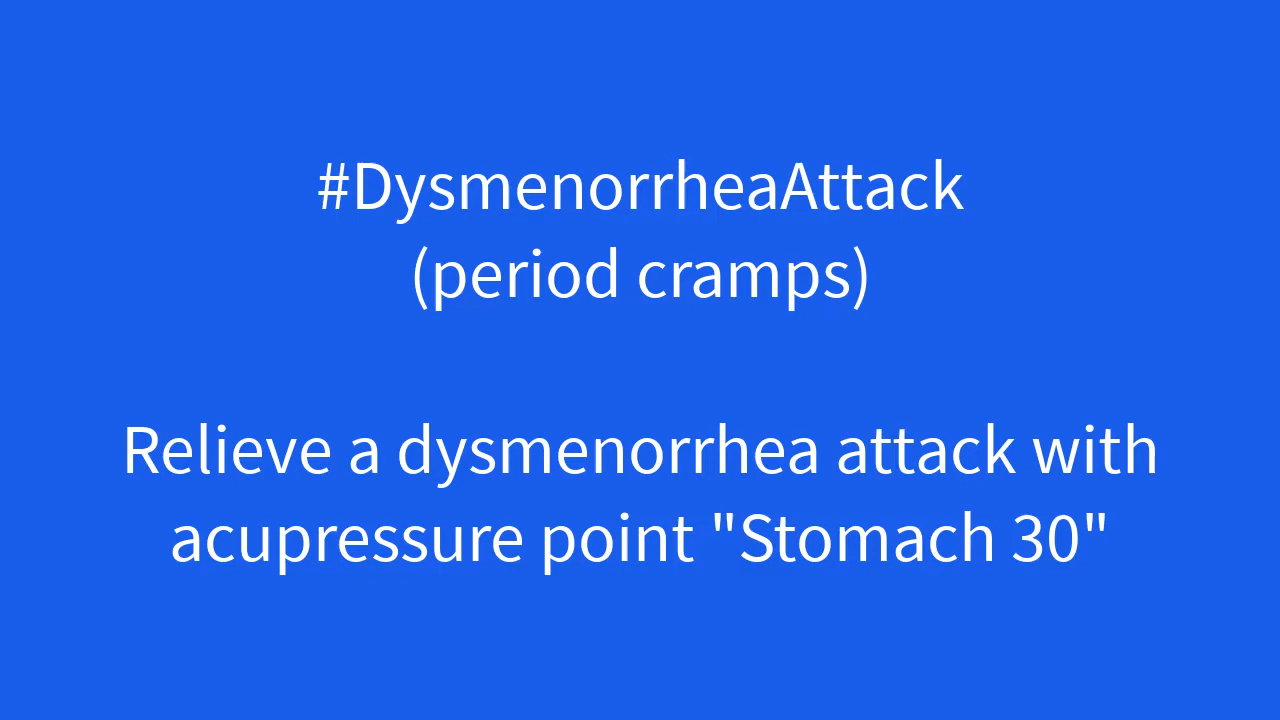 #DysmenorrheaAttack
(period cramps)
Relieve a dysmenorrhea attack with
acupressure point "Stomach 30"